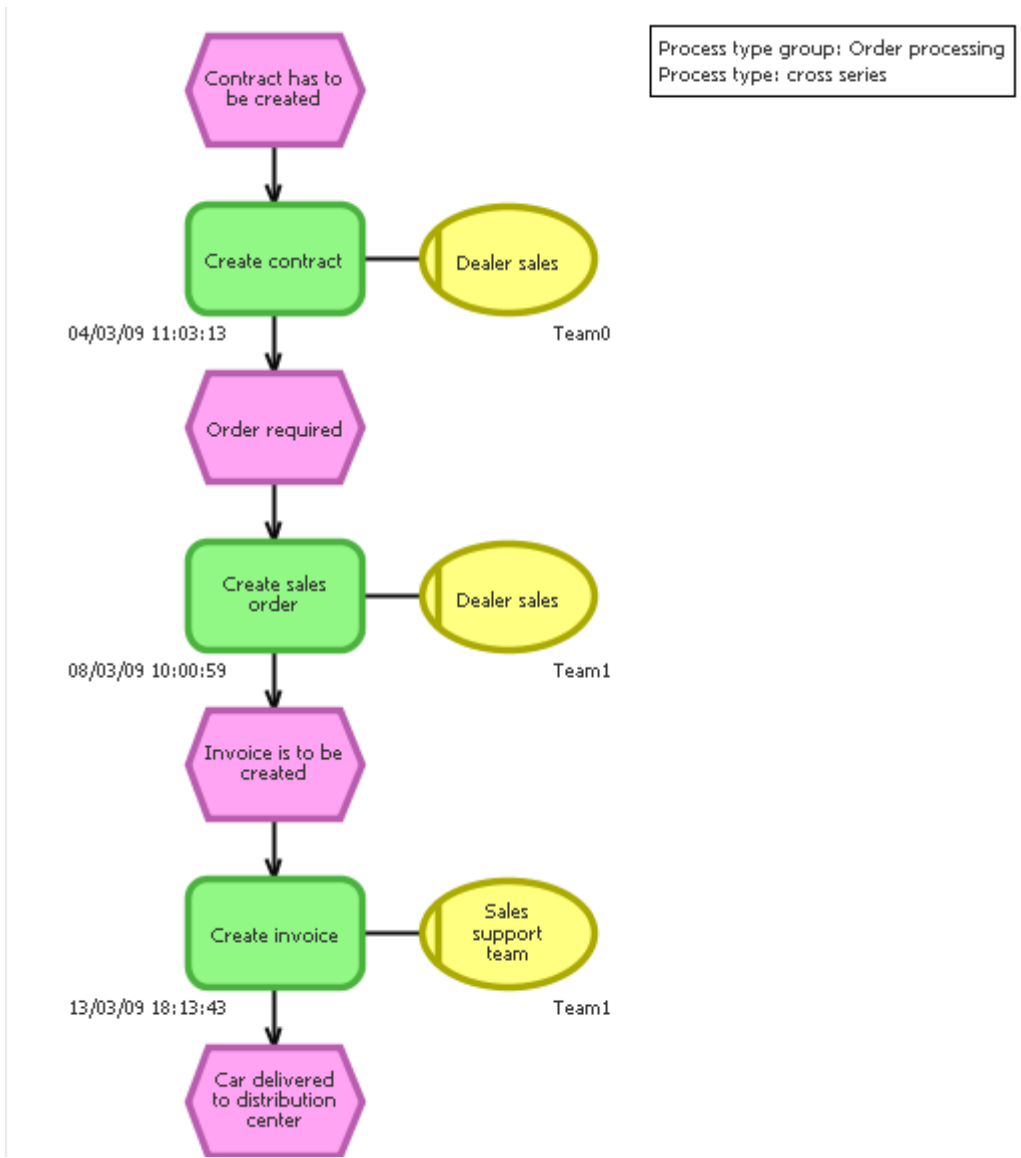 Process type group: Order processing
Process type: cross series
Contract has to
be created
Create contract
Dealer sales
04/03/09 11:03:13
Team0
Order required
Create sales
order
Dealer sales
08/03/09 10:00:59
Team1
Invoice is to be
created
Create invoice
Sales
support
team
13/03/09 18:13:43
Team1
Car delivered
to distribution
center